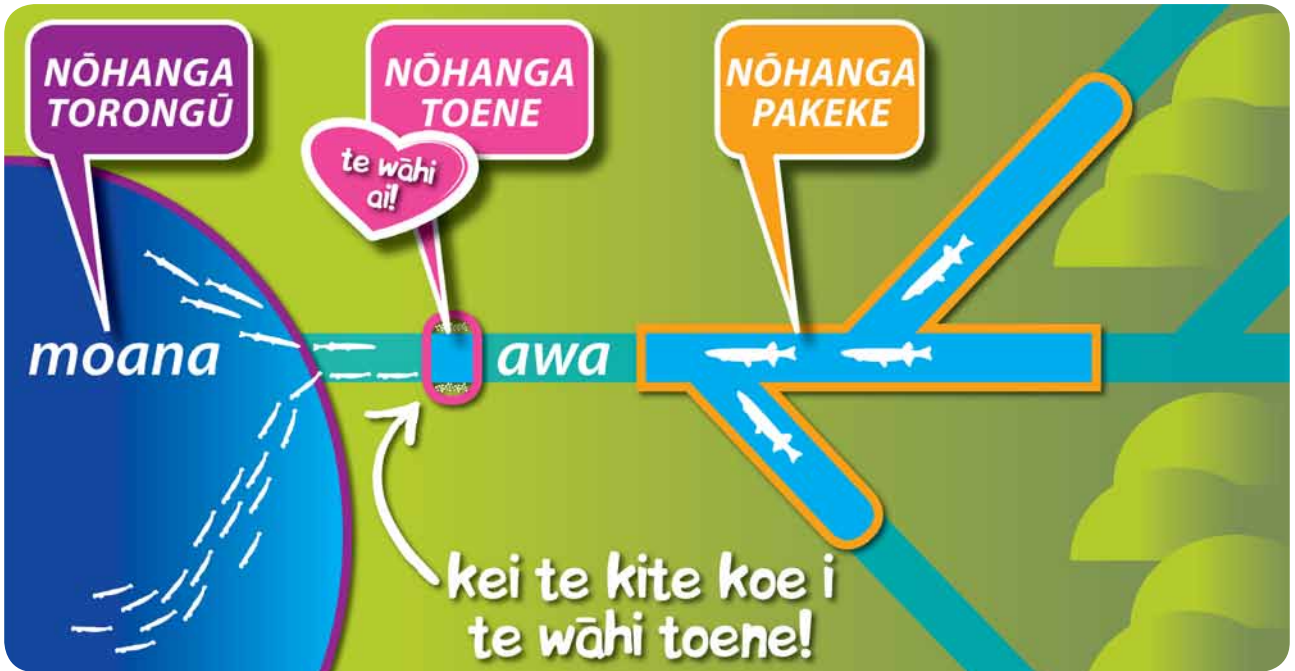 NŌHANGA
TORONGŪ
NŌHANGA
TOENE
te wāhi
ai!
NŌHANGA
PAKEKE
moana
awa
kei te kite koe i
te wāhi toene!